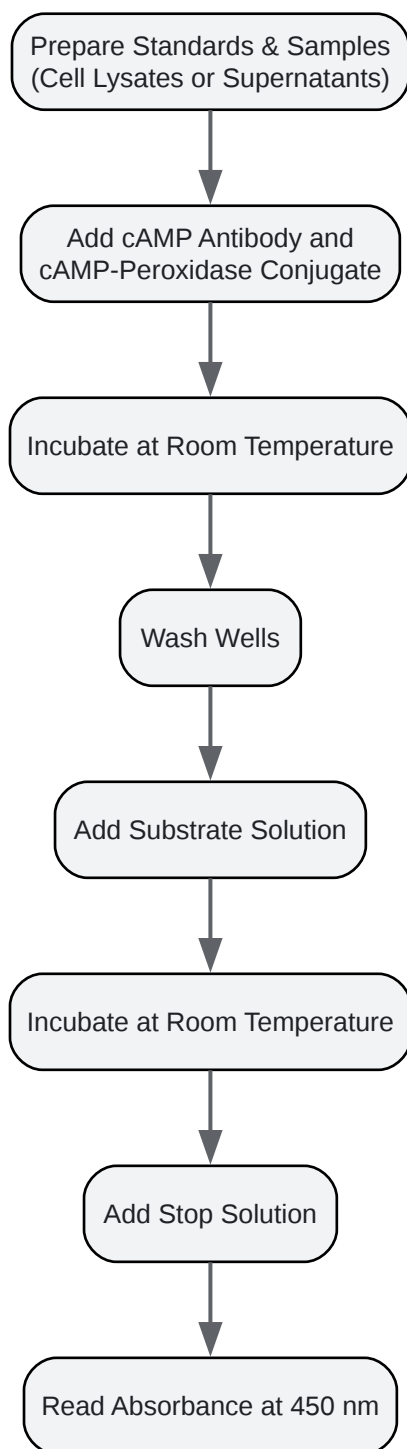 Prepare Standards & Samples
(Cell Lysates or Supernatants)
Add cAMP Antibody and
cAMP-Peroxidase Conjugate
Incubate at Room Temperature
Wash Wells
Add Substrate Solution
Incubate at Room Temperature
Add Stop Solution
Read Absorbance at 450 nm